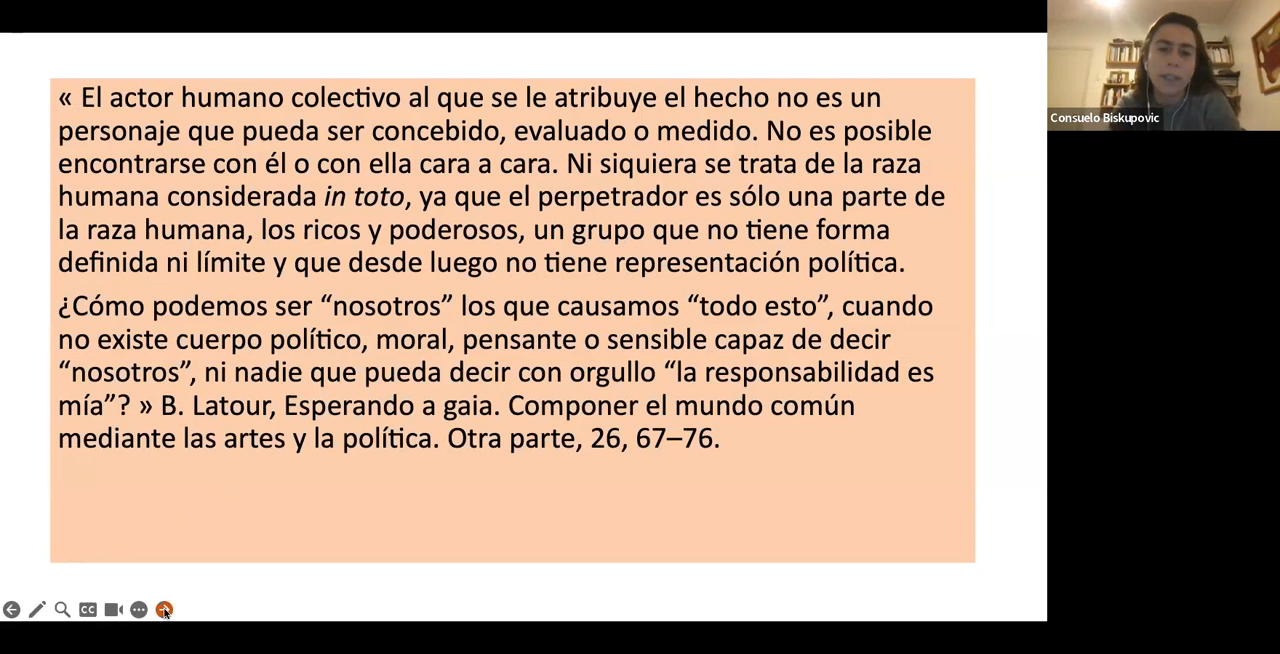 « El actor humano colectivo al que se le atribuye el hecho no es un
personaje que pueda ser concebido, evaluado o medido. No es posible
encontrarse con él o con ella cara a cara. Ni siquiera se trata de la raza
humana considerada in toto, ya que el perpetrador es sólo una parte de
la raza humana, los ricos y poderosos, un grupo que no tiene forma
definida ni límite y que desde luego no tiene representación política.
¿Cómo podemos ser “nosotros” los que causamos “todo esto”, cuando
no existe cuerpo político, moral, pensante o sensible capaz de decir
“nosotros”, ni nadie que pueda decir con orgullo “la responsabilidad es
mía”? » B. Latour, Esperando a gaia. Componer el mundo común
mediante las artes y la política. Otra parte, 26, 67–76.
Consuelo Biskupovic
CC